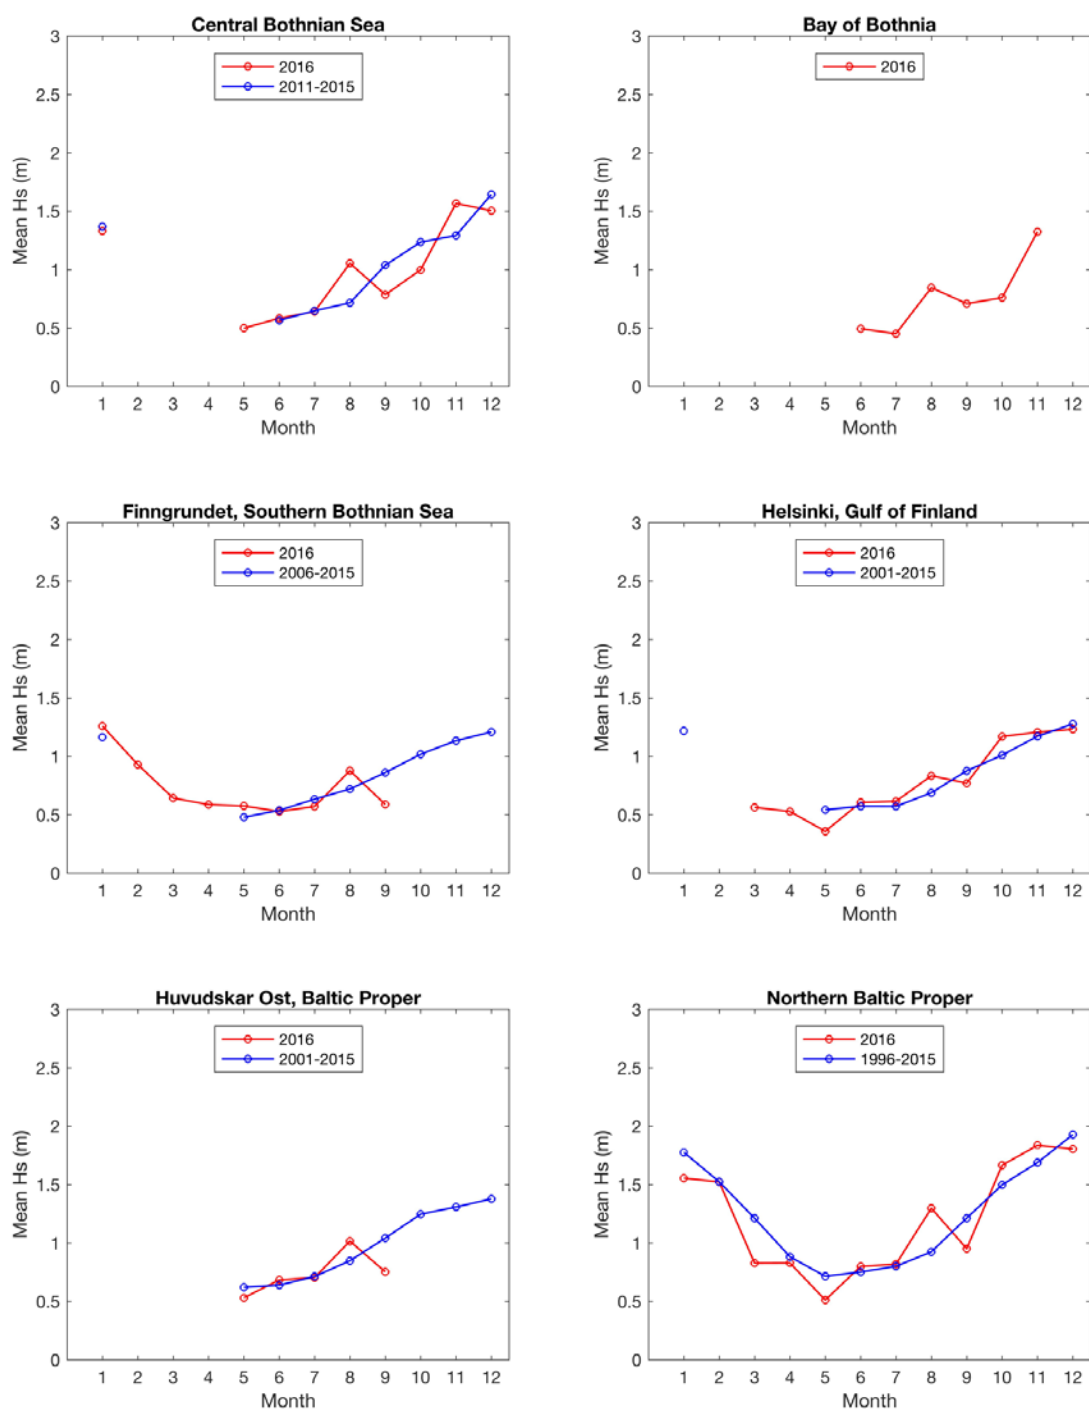 Central Bothnian Sea
2016
2011-2015
3
2.5
2
1.5
1
0.5
0
Mean Hs (m)
1 2 3 4 5 6 7 8 9 10 11 12
Month
Bay of Bothnia
2016
3
2.5
2
1.5
1
0.5
0
Mean Hs (m)
1 2 3 4 5 6 7 8 9 10 11 12
Month
Finngrundet, Southern Bothnian Sea
2016
2006-2015
3
2.5
2
1.5
1
0.5
0
Mean Hs (m)
1 2 3 4 5 6 7 8 9 10 11 12
Month
Helsinki, Gulf of Finland
2016
2001-2015
3
2.5
2
1.5
1
0.5
0
Mean Hs (m)
1 2 3 4 5 6 7 8 9 10 11 12
Month
Huvudskar Ost, Baltic Proper
2016
2001-2015
3
2.5
2
1.5
1
0.5
0
Mean Hs (m)
1 2 3 4 5 6 7 8 9 10 11 12
Month
Northern Baltic Proper
2016
1996-2015
3
2.5
2
1.5
1
0.5
0
Mean Hs (m)
1 2 3 4 5 6 7 8 9 10 11 12
Month